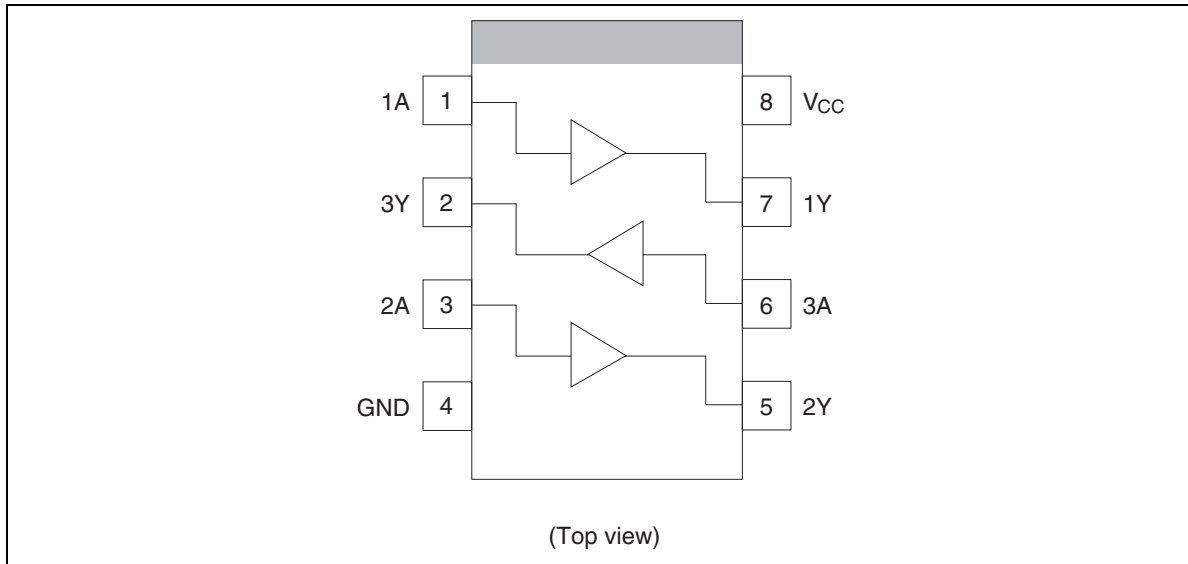 1A 1 8 VCC
3Y 2 7 1Y
2A 3 6 3A
GND 4 5 2Y
(Top view)